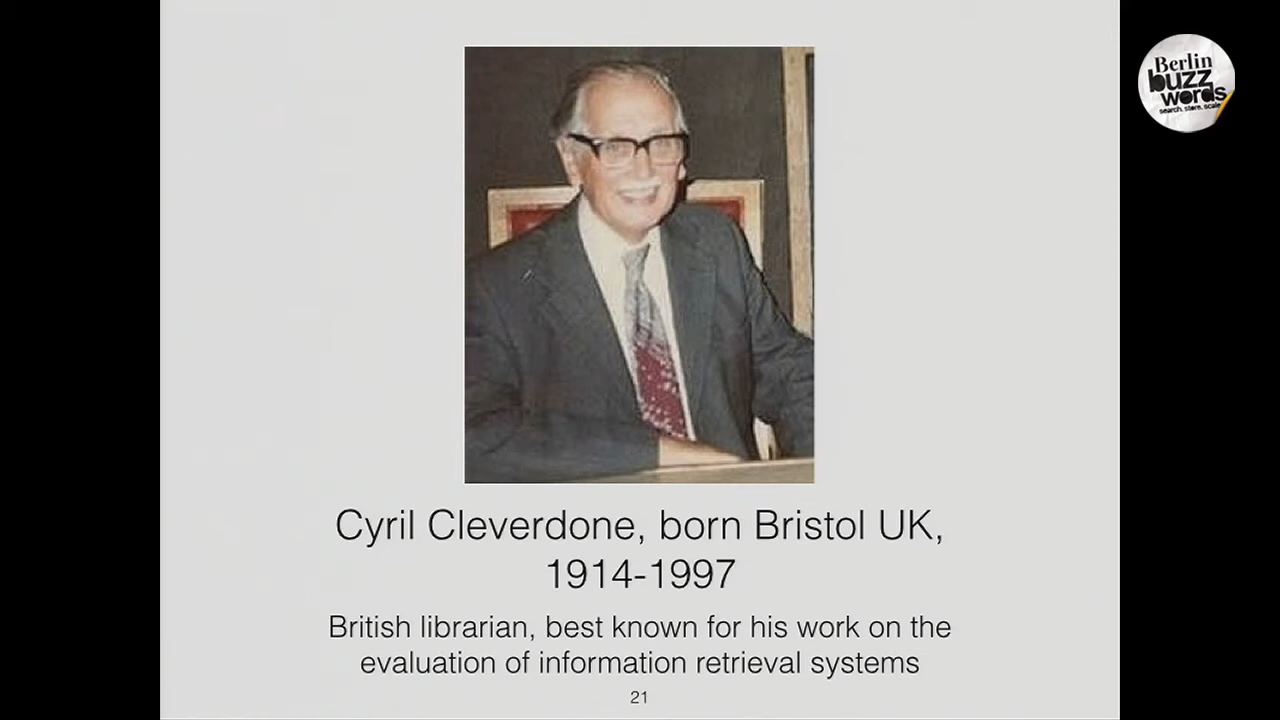 Berlin
buzz
words
search. store. scale
Cyril Cleverdone, born Bristol UK,
1914-1997
British librarian, best known for his work on the
evaluation of information retrieval systems
21